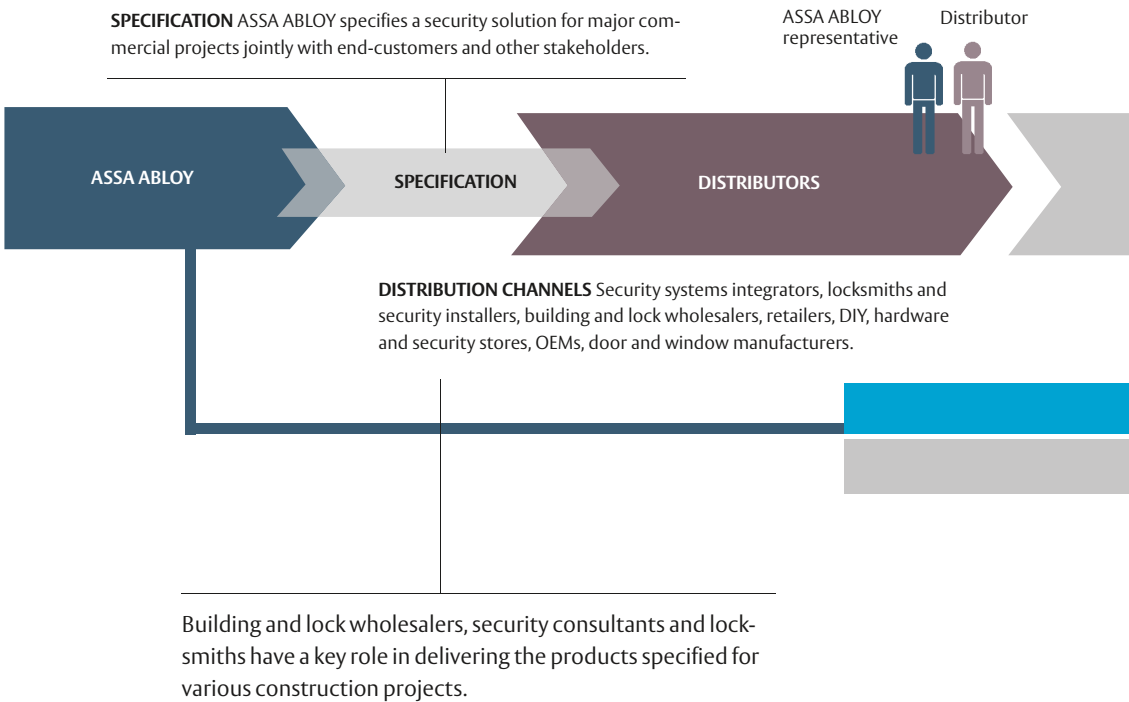 SPECIFICATION ASSA ABLOY specifies a security solution for major com-
mercial projects jointly with end-customers and other stakeholders.
ASSA ABLOY
representative
Distributor
ASSA ABLOY
SPECIFICATION
DISTRIBUTORS
DISTRIBUTION CHANNELS Security systems integrators, locksmiths and
security installers, building and lock wholesalers, retailers, DIY, hardware
and security stores, OEMs, door and window manufacturers.
Building and lock wholesalers, security consultants and lock-
smiths have a key role in delivering the products specified for
various construction projects.